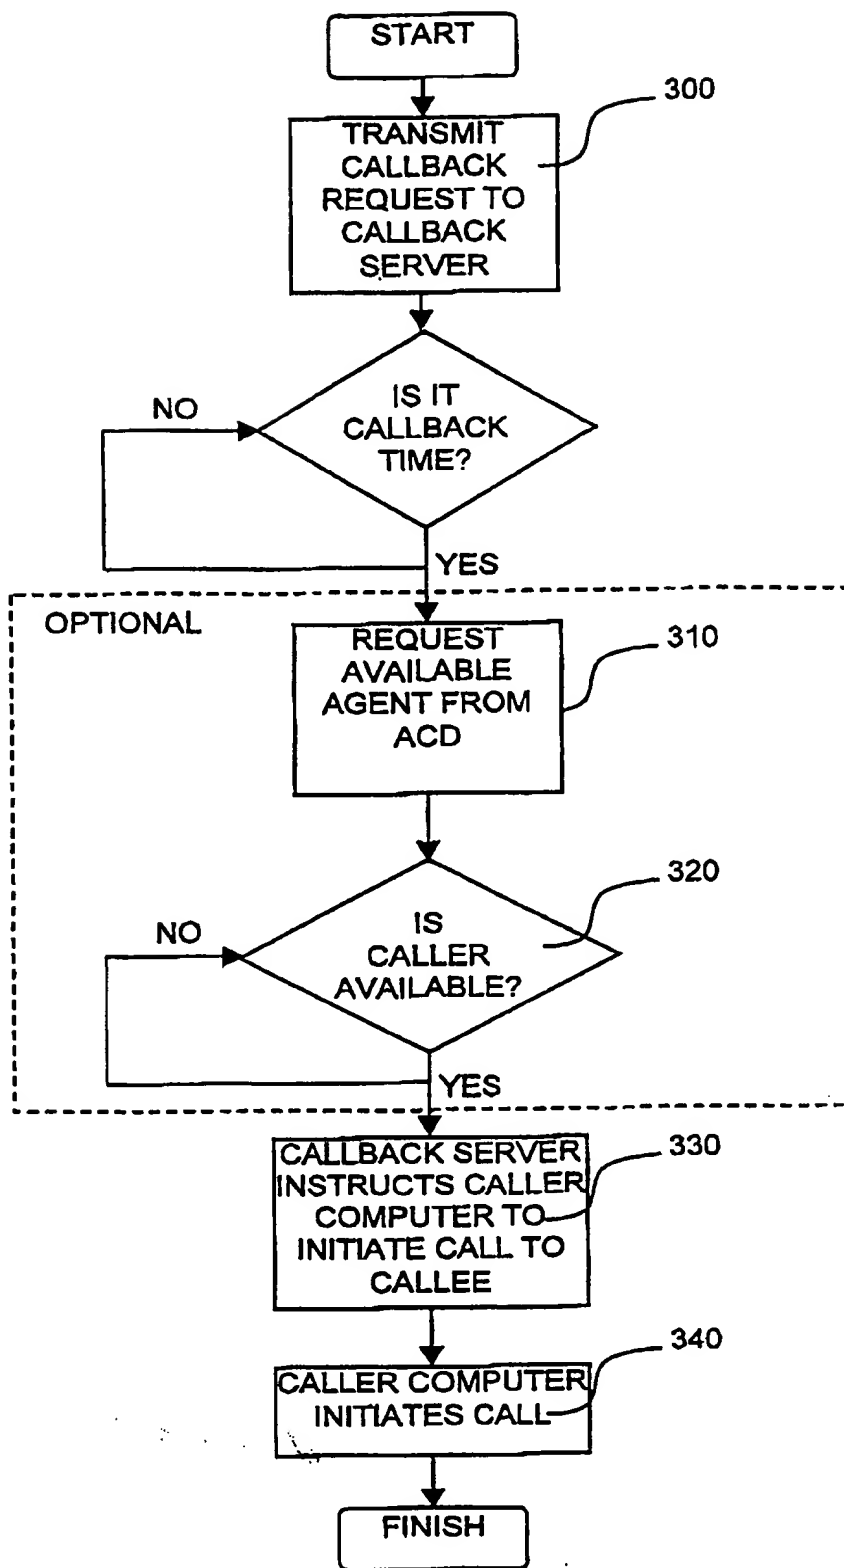 START
300
TRANSMIT
CALLBACK
REQUEST TO
CALLBACK
SERVER
IS IT
CALLBACK
TIME?
NO
YES
OPTIONAL
310
REQUEST
AVAILABLE
AGENT FROM
ACD
320
IS
CALLER
AVAILABLE?
NO
YES
330
CALLBACK SERVER
INSTRUCTS CALLER
COMPUTER TO
INITIATE CALL TO
CALLEE
340
CALLER COMPUTER
INITIATES CALL
FINISH